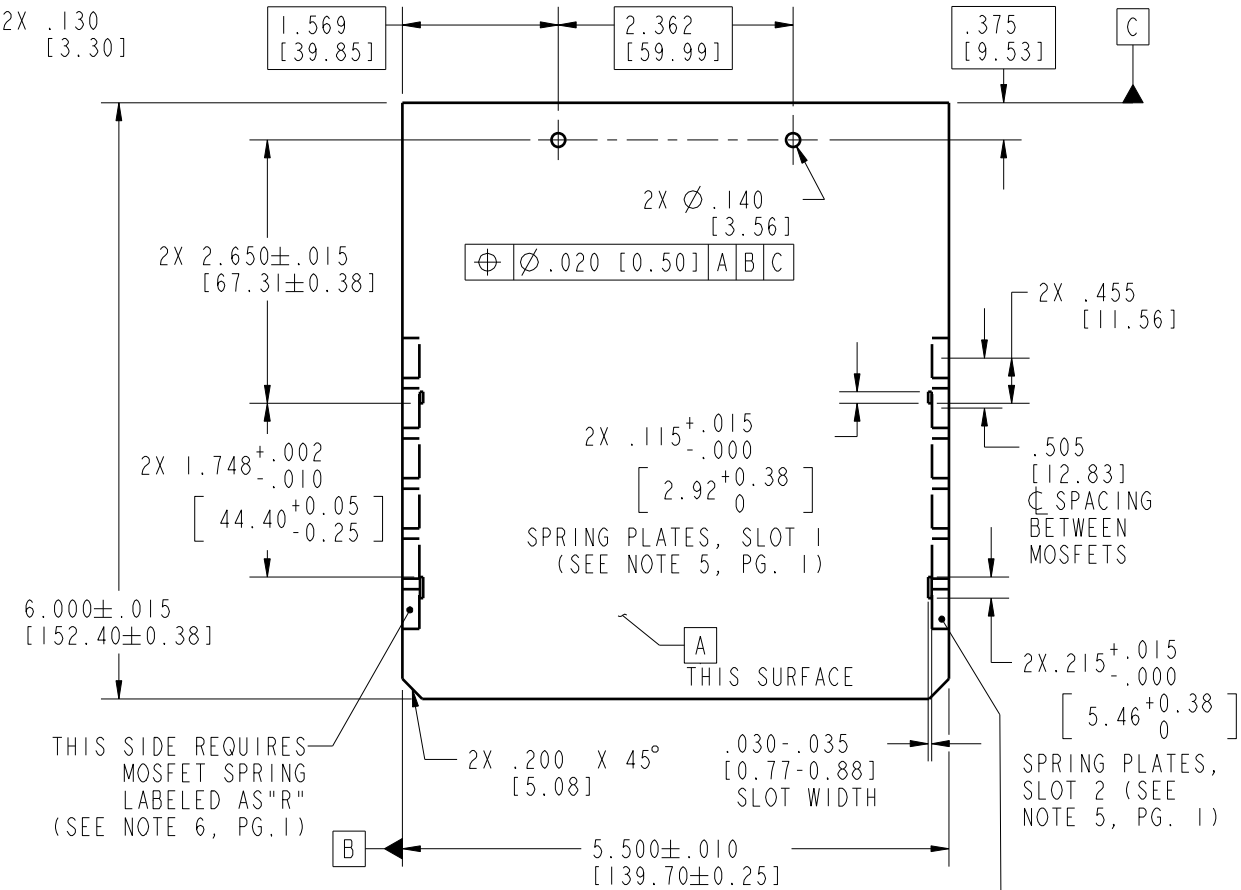 2X .130
[3.30]
1.569
[39.85]
2.362
[59.99]
.375
[9.53]
C
2X Ø .140
[3.56]
⌖ Ø.020 [0.50] A B C
2X 2.650±.015
[67.31±0.38]
2X .455
[11.56]
2X .115 +.015
-.000
[2.92 +0.38
0]
SPRING PLATES, SLOT 1
(SEE NOTE 5, PG. 1)
.505
[12.83]
℄ SPACING
BETWEEN
MOSFETS
2X 1.748 +.002
-.010
[44.40 +0.05
-0.25]
6.000±.015
[152.40±0.38]
A
THIS SURFACE
2X.215 +.015
-.000
[5.46 +0.38
0]
SPRING PLATES,
SLOT 2 (SEE
NOTE 5, PG. 1)
THIS SIDE REQUIRES
MOSFET SPRING
LABELED AS"R"
(SEE NOTE 6, PG.1)
2X .200 X 45°
[5.08]
.030-.035
[0.77-0.88]
SLOT WIDTH
B
5.500±.010
[139.70±0.25]